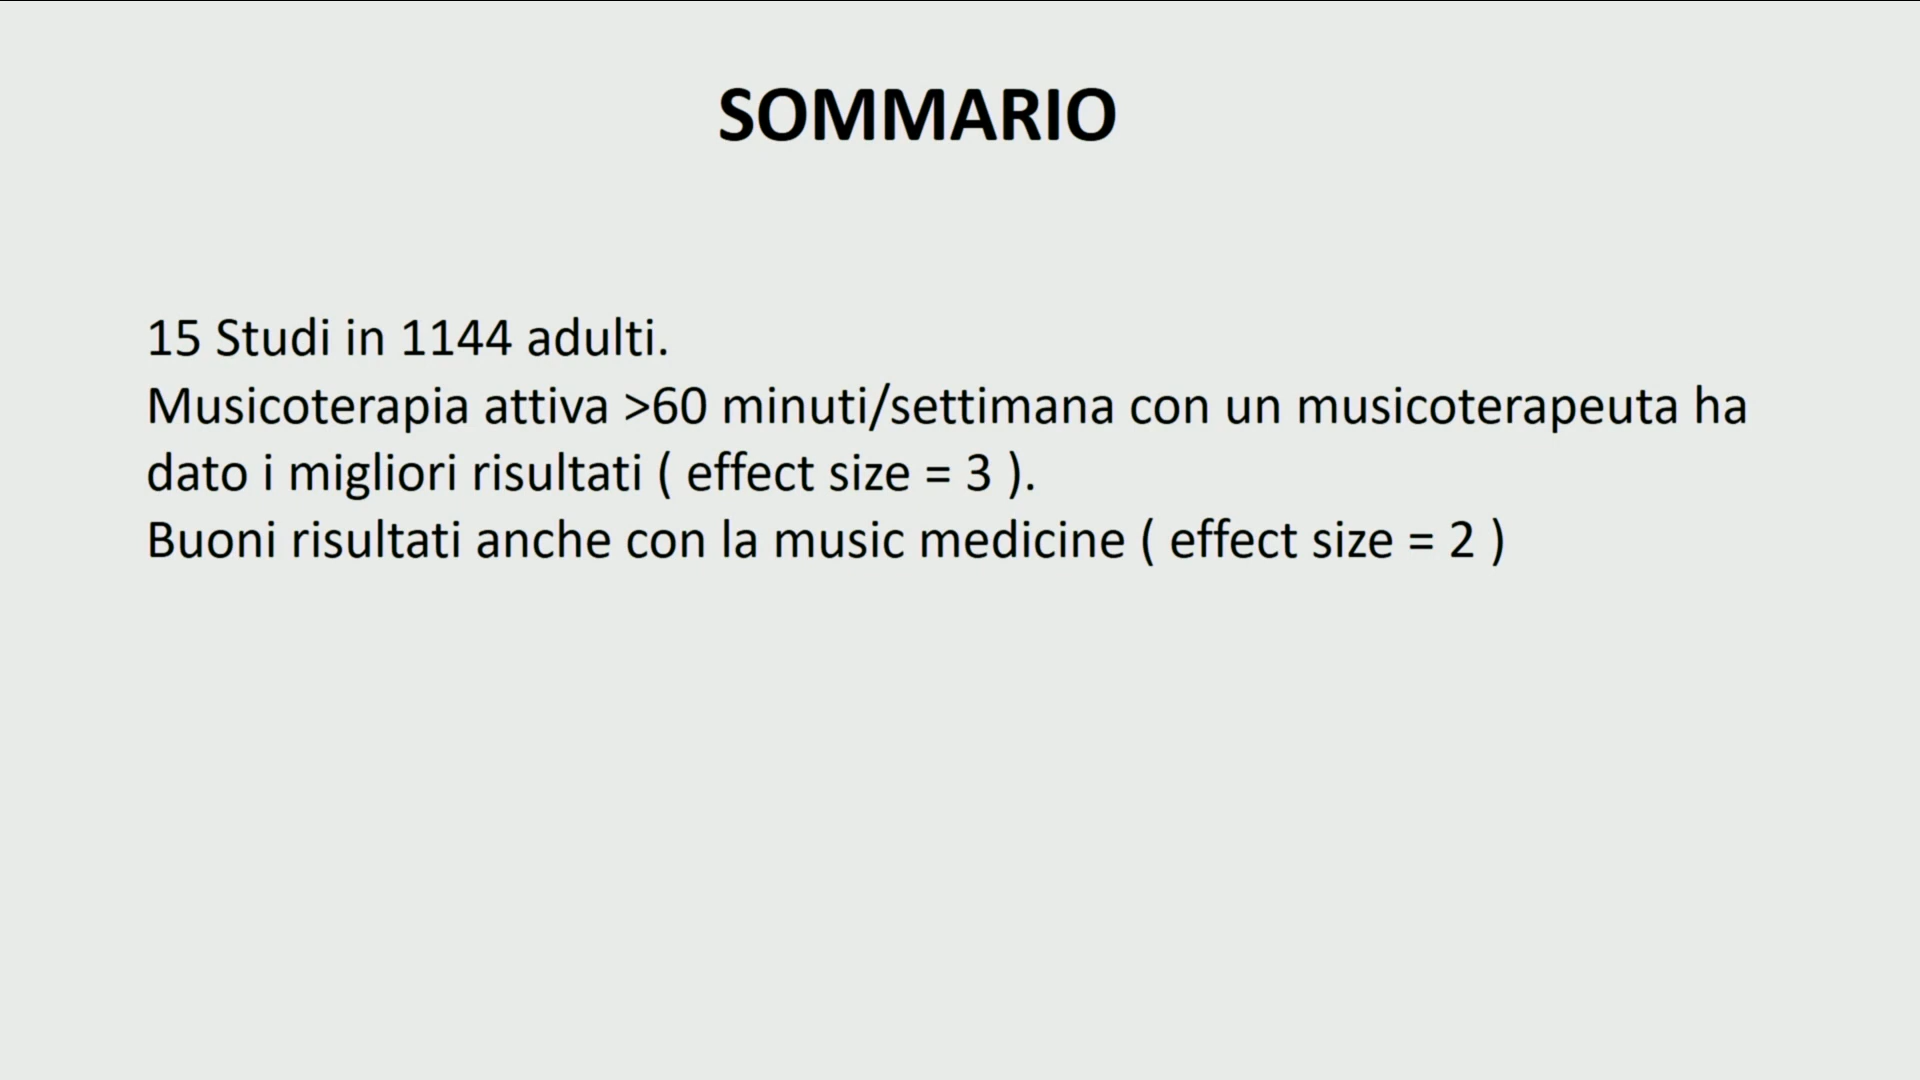 SOMMARIO
15 Studi in 1144 adulti.
Musicoterapia attiva >60 minuti/settimana con un musicoterapeuta ha
dato i migliori risultati ( effect size = 3 ).
Buoni risultati anche con la music medicine ( effect size = 2 )